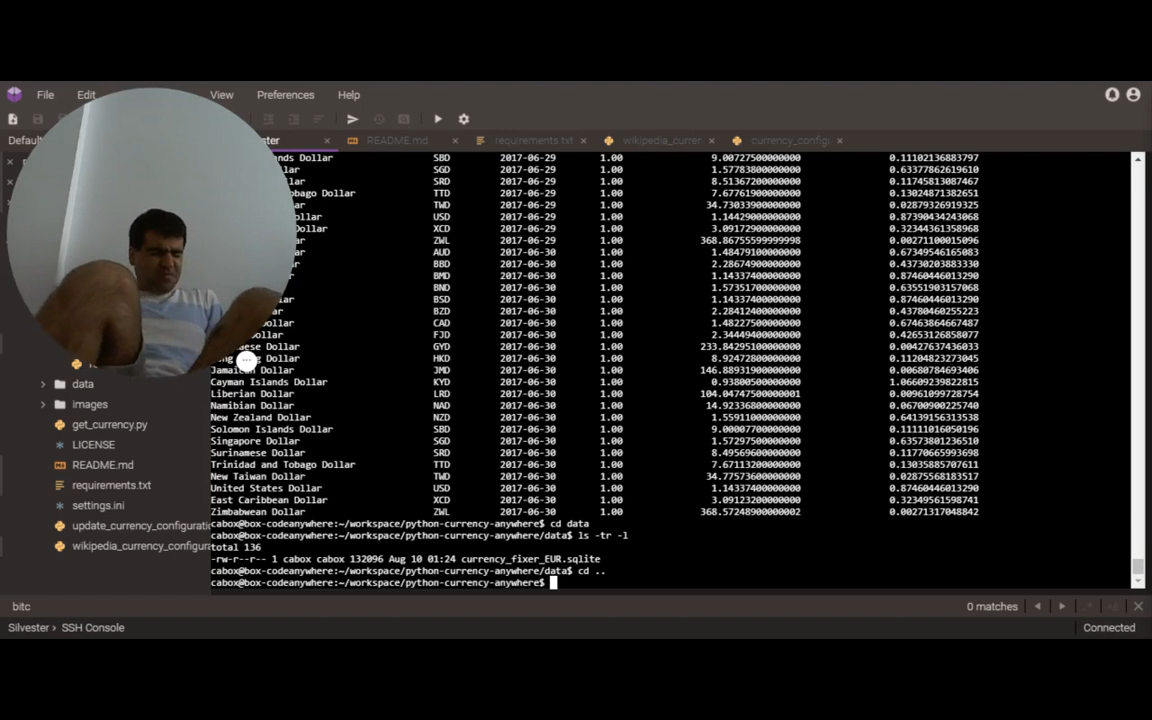 File Edit View Preferences Help
README.md requirements.txt wikipedia_curren currency_configu
SBD 2017-06-29 1.00 9.00727500000000 0.11102136883797
SGD 2017-06-29 1.00 1.57783800000000 0.63377862619610
SRD 2017-06-29 1.00 8.51367200000000 0.11745813087467
TTD 2017-06-29 1.00 7.67761900000000 0.13024871382651
TWD 2017-06-29 1.00 34.73033900000000 0.02879326919325
USD 2017-06-29 1.00 1.14429000000000 0.87390434243068
XCD 2017-06-29 1.00 3.09172900000000 0.32344361358968
ZWL 2017-06-29 1.00 368.86755599999998 0.00271100015096
AUD 2017-06-30 1.00 1.48479100000000 0.67349546165083
BBD 2017-06-30 1.00 2.28674900000000 0.43730203883330
BMD 2017-06-30 1.00 1.14337400000000 0.87460446013290
BND 2017-06-30 1.00 1.57351700000000 0.63551903157068
BSD 2017-06-30 1.00 1.14337400000000 0.87460446013290
BZD 2017-06-30 1.00 2.28412400000000 0.43780460255223
CAD 2017-06-30 1.00 1.48227500000000 0.67463864667487
FJD 2017-06-30 1.00 2.34449400000000 0.42653126858077
GYD 2017-06-30 1.00 233.84295100000000 0.00427637436033
HKD 2017-06-30 1.00 8.92472800000000 0.11204823273045
JMD 2017-06-30 1.00 146.88931900000000 0.00680784693406
Cayman Islands Dollar KYD 2017-06-30 1.00 0.93800500000000 1.06609239822815
Liberian Dollar LRD 2017-06-30 1.00 104.04747500000001 0.00961099728754
Namibian Dollar NAD 2017-06-30 1.00 14.92336800000000 0.06700900225740
New Zealand Dollar NZD 2017-06-30 1.00 1.55911000000000 0.64139156313538
Solomon Islands Dollar SBD 2017-06-30 1.00 9.00007700000000 0.11111016050196
Singapore Dollar SGD 2017-06-30 1.00 1.57297500000000 0.63573801236510
Surinamese Dollar SRD 2017-06-30 1.00 8.49569600000000 0.11770665993698
Trinidad and Tobago Dollar TTD 2017-06-30 1.00 7.67113200000000 0.13035885707611
New Taiwan Dollar TWD 2017-06-30 1.00 34.77573600000000 0.02875568183517
United States Dollar USD 2017-06-30 1.00 1.14337400000000 0.87460446013290
East Caribbean Dollar XCD 2017-06-30 1.00 3.09123200000000 0.32349561598741
Zimbabwean Dollar ZWL 2017-06-30 1.00 368.57248900000002 0.00271317048842
cabox@box-codeanywhere:~/workspace/python-currency-anywhere$ cd data
cabox@box-codeanywhere:~/workspace/python-currency-anywhere/data$ ls -tr -l
total 136
-rw-r--r-- 1 cabox cabox 132096 Aug 10 01:24 currency_fixer_EUR.sqlite
cabox@box-codeanywhere:~/workspace/python-currency-anywhere/data$ cd ..
cabox@box-codeanywhere:~/workspace/python-currency-anywhere$
data
images
get_currency.py
LICENSE
README.md
requirements.txt
settings.ini
update_currency_configuratio
wikipedia_currency_configura
bitc 0 matches
Silvester › SSH Console Connected